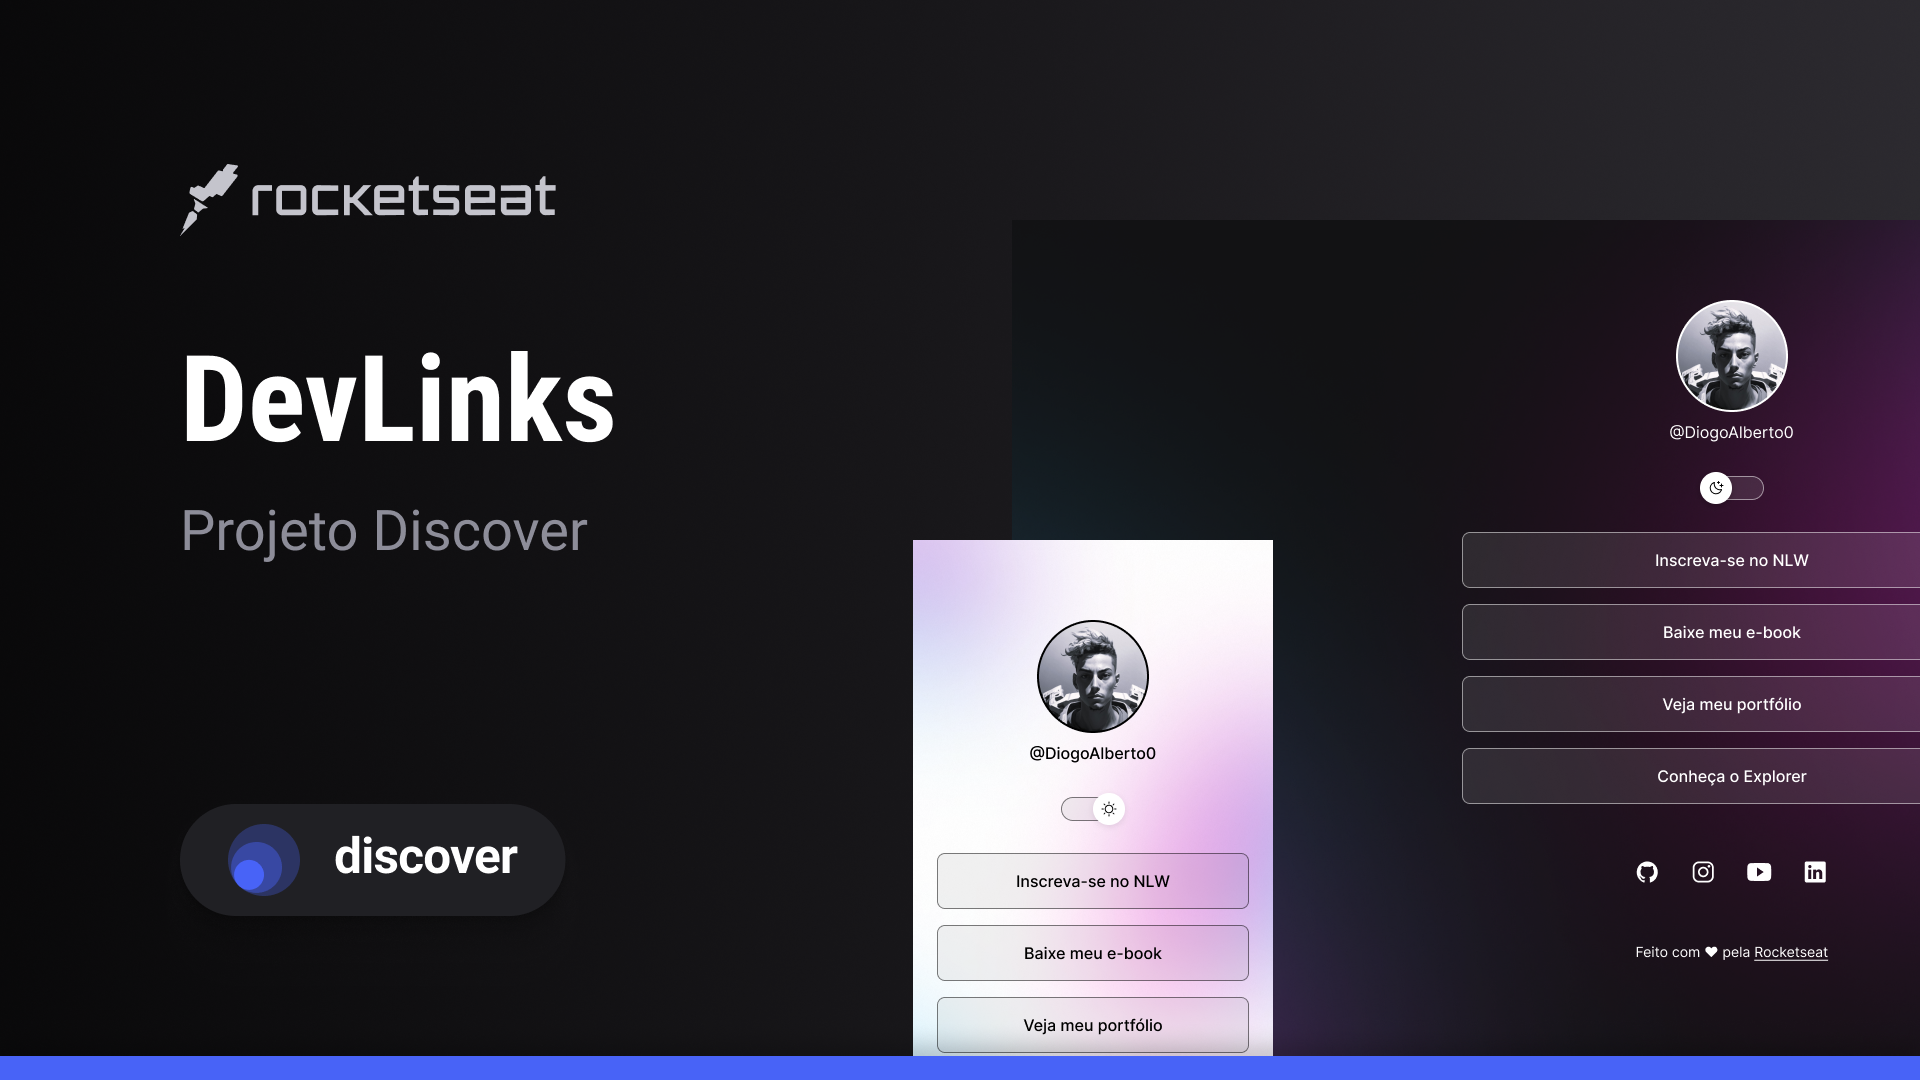 rocketseat
DevLinks
Projeto Discover
discover
@DiogoAlberto0
Inscreva-se no NLW
Baixe meu e-book
Veja meu portfólio
@DiogoAlberto0
Inscreva-se no NLW
Baixe meu e-book
Veja meu portfólio
Conheça o Explorer
in
Feito com ♥ pela Rocketseat